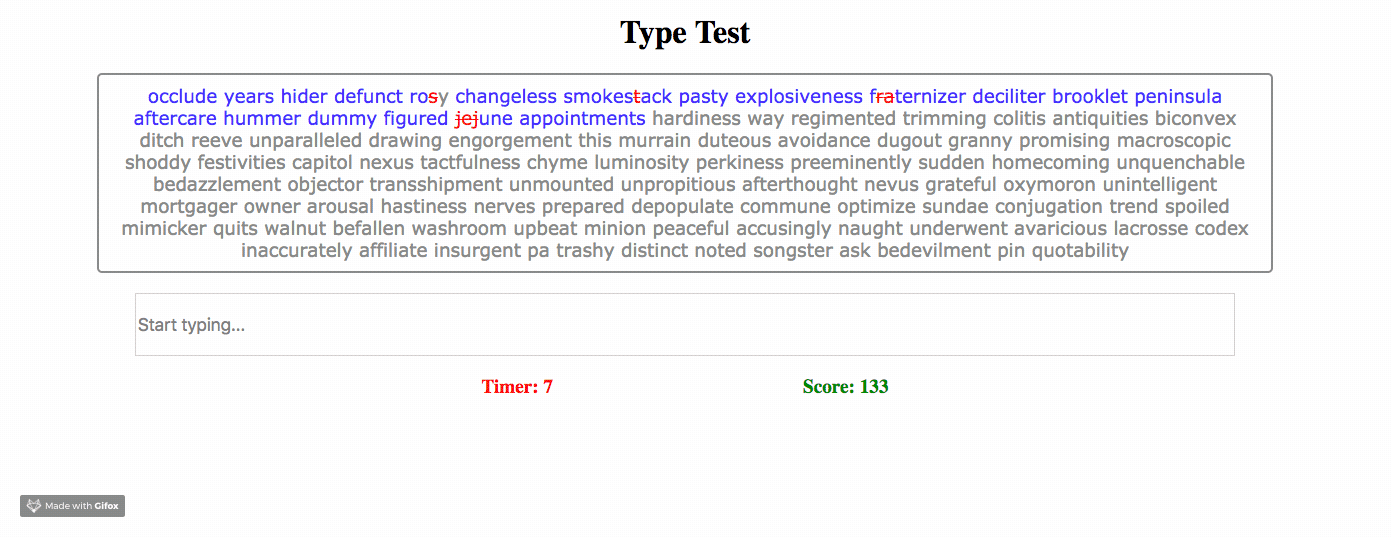 Type Test
occlude years hider defunct rosy changeless smokestack pasty explosiveness fraternizer deciliter brooklet peninsula
aftercare hummer dummy figured jejune appointments hardiness way regimented trimming colitis antiquities biconvex
ditch reeve unparalleled drawing engorgement this murrain duteous avoidance dugout granny promising macroscopic
shoddy festivities capitol nexus tactfulness chyme luminosity perkiness preeminently sudden homecoming unquenchable
bedazzlement objector transshipment unmounted unpropitious afterthought nevus grateful oxymoron unintelligent
mortgager owner arousal hastiness nerves prepared depopulate commune optimize sundae conjugation trend spoiled
mimicker quits walnut befallen washroom upbeat minion peaceful accusingly naught underwent avaricious lacrosse codex
inaccurately affiliate insurgent pa trashy distinct noted songster ask bedevilment pin quotability
Start typing...
Timer: 7 Score: 133
Made with Gifox